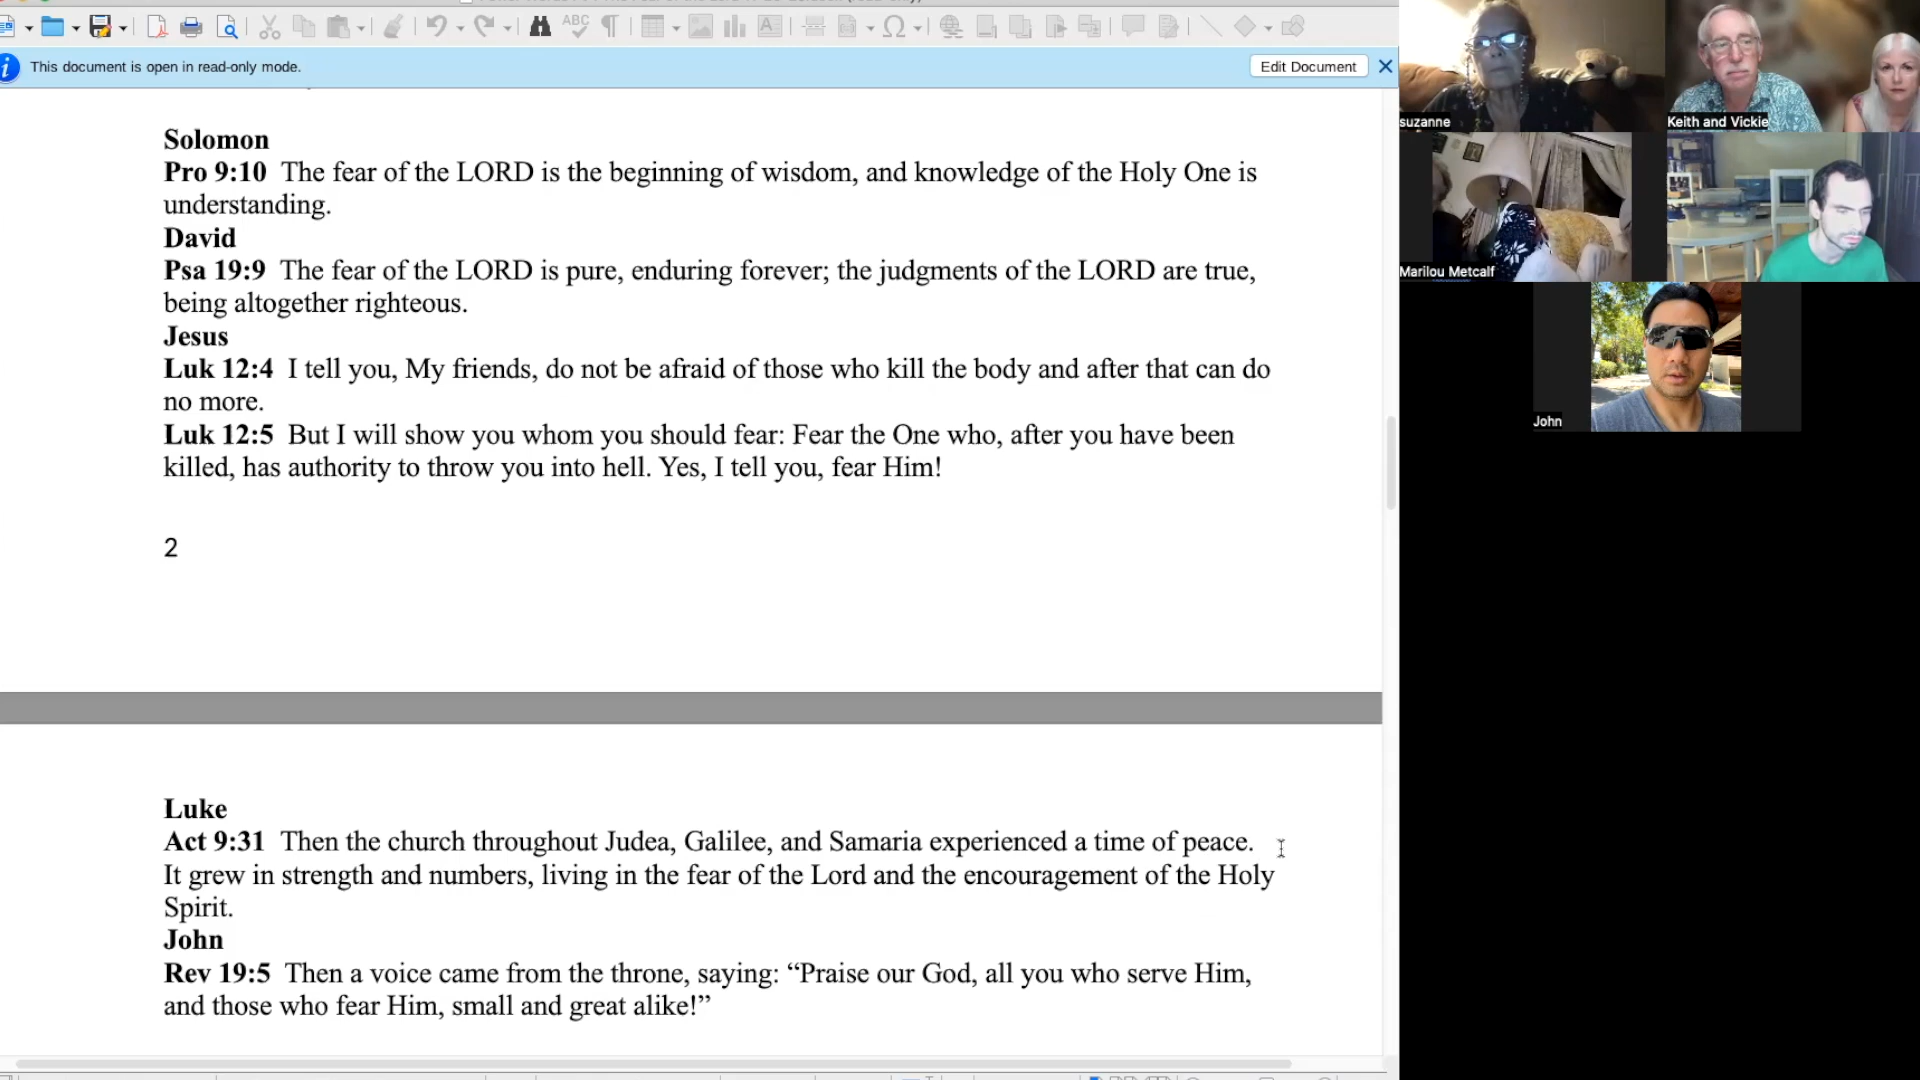 This document is open in read-only mode.
Edit Document
Solomon
Pro 9:10 The fear of the LORD is the beginning of wisdom, and knowledge of the Holy One is
understanding.
David
Psa 19:9 The fear of the LORD is pure, enduring forever; the judgments of the LORD are true,
being altogether righteous.
Jesus
Luk 12:4 I tell you, My friends, do not be afraid of those who kill the body and after that can do
no more.
Luk 12:5 But I will show you whom you should fear: Fear the One who, after you have been
killed, has authority to throw you into hell. Yes, I tell you, fear Him!
2
Luke
Act 9:31 Then the church throughout Judea, Galilee, and Samaria experienced a time of peace.
It grew in strength and numbers, living in the fear of the Lord and the encouragement of the Holy
Spirit.
John
Rev 19:5 Then a voice came from the throne, saying: “Praise our God, all you who serve Him,
and those who fear Him, small and great alike!”
suzanne
Keith and Vickie
Marilou Metcalf
John